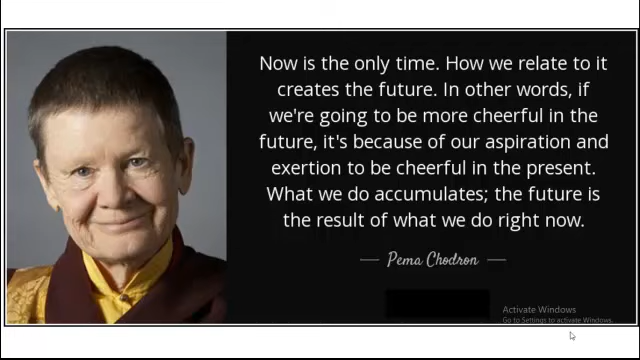 Now is the only time. How we relate to it
creates the future. In other words, if
we're going to be more cheerful in the
future, it's because of our aspiration and
exertion to be cheerful in the present.
What we do accumulates; the future is
the result of what we do right now.
Pema Chodron
Activate Windows
Go to Settings to activate Windows.